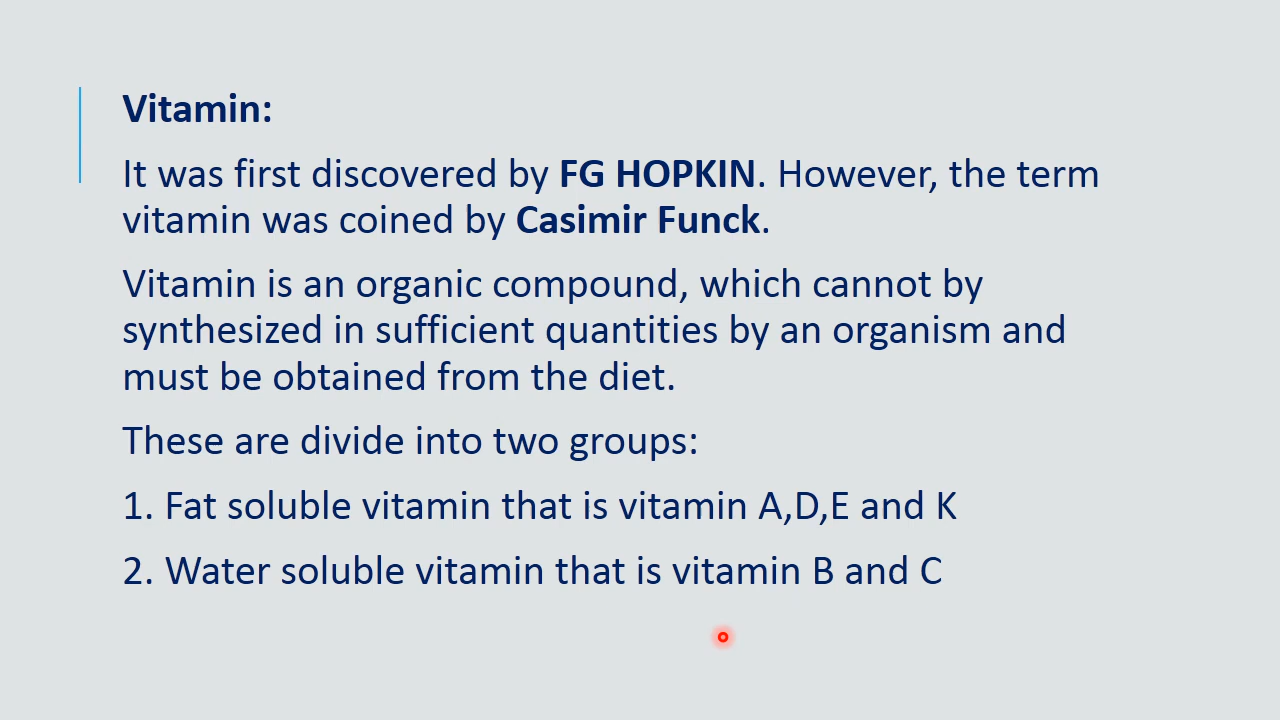 Vitamin:
It was first discovered by FG HOPKIN. However, the term
vitamin was coined by Casimir Funck.
Vitamin is an organic compound, which cannot by
synthesized in sufficient quantities by an organism and
must be obtained from the diet.
These are divide into two groups:
1. Fat soluble vitamin that is vitamin A,D,E and K
2. Water soluble vitamin that is vitamin B and C